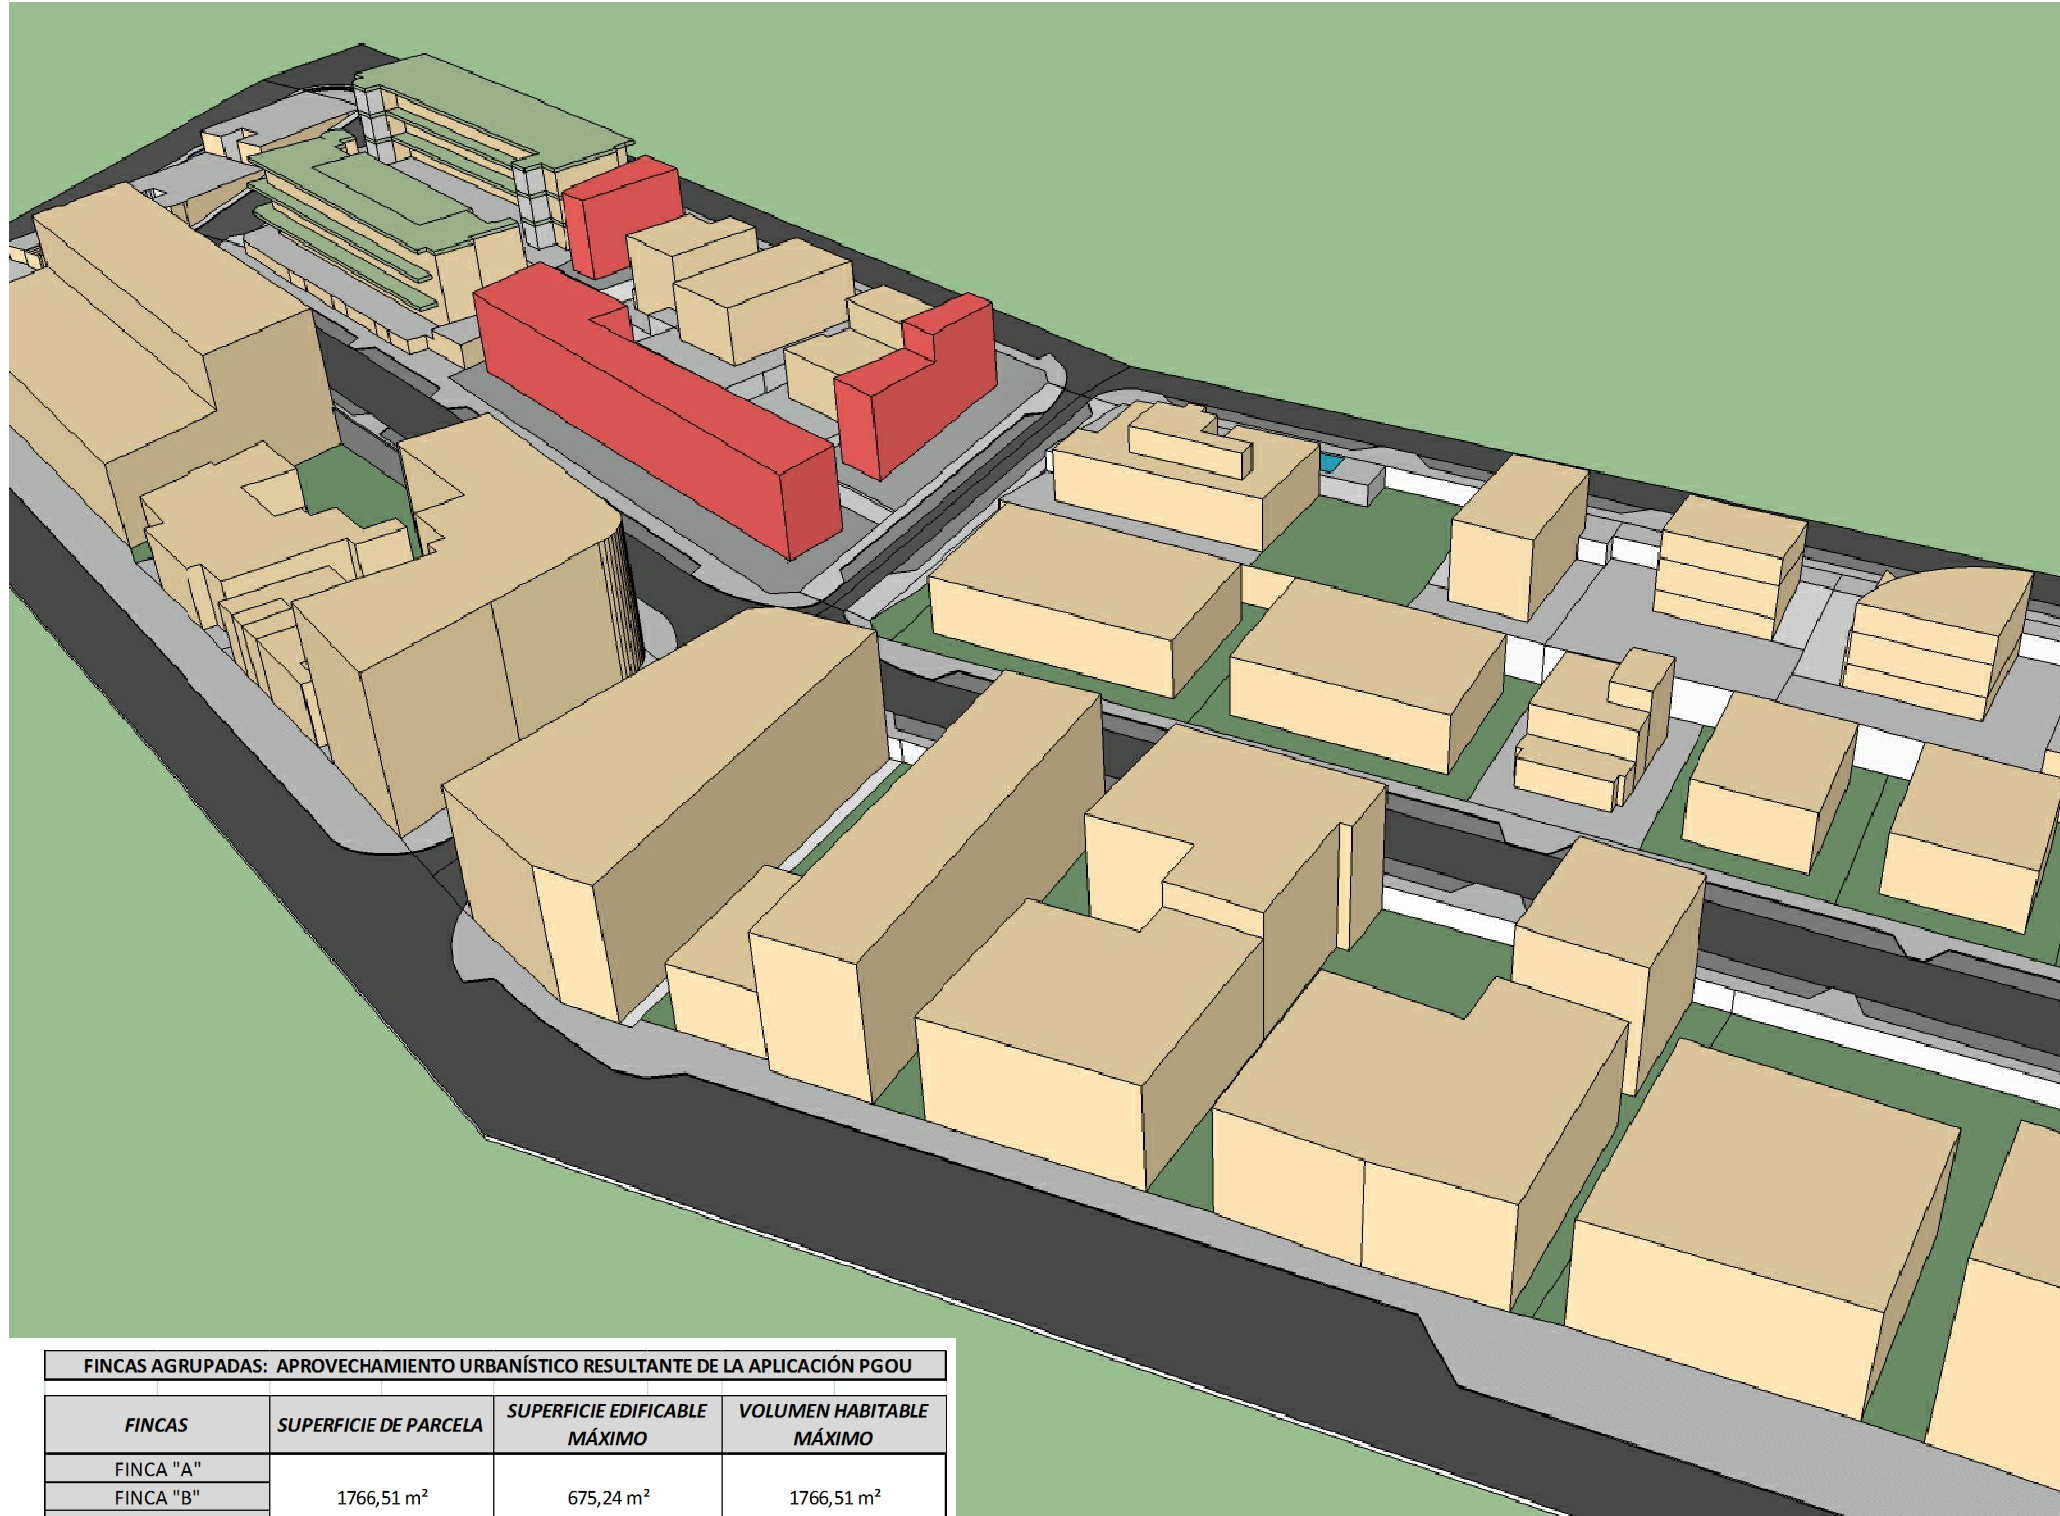 FINCAS AGRUPADAS: APROVECHAMIENTO URBANÍSTICO RESULTANTE DE LA APLICACIÓN PGOU
FINCAS SUPERFICIE DE PARCELA SUPERFICIE EDIFICABLE MÁXIMO VOLUMEN HABITABLE MÁXIMO
FINCA "A"
FINCA "B" 1766,51 m² 675,24 m² 1766,51 m²